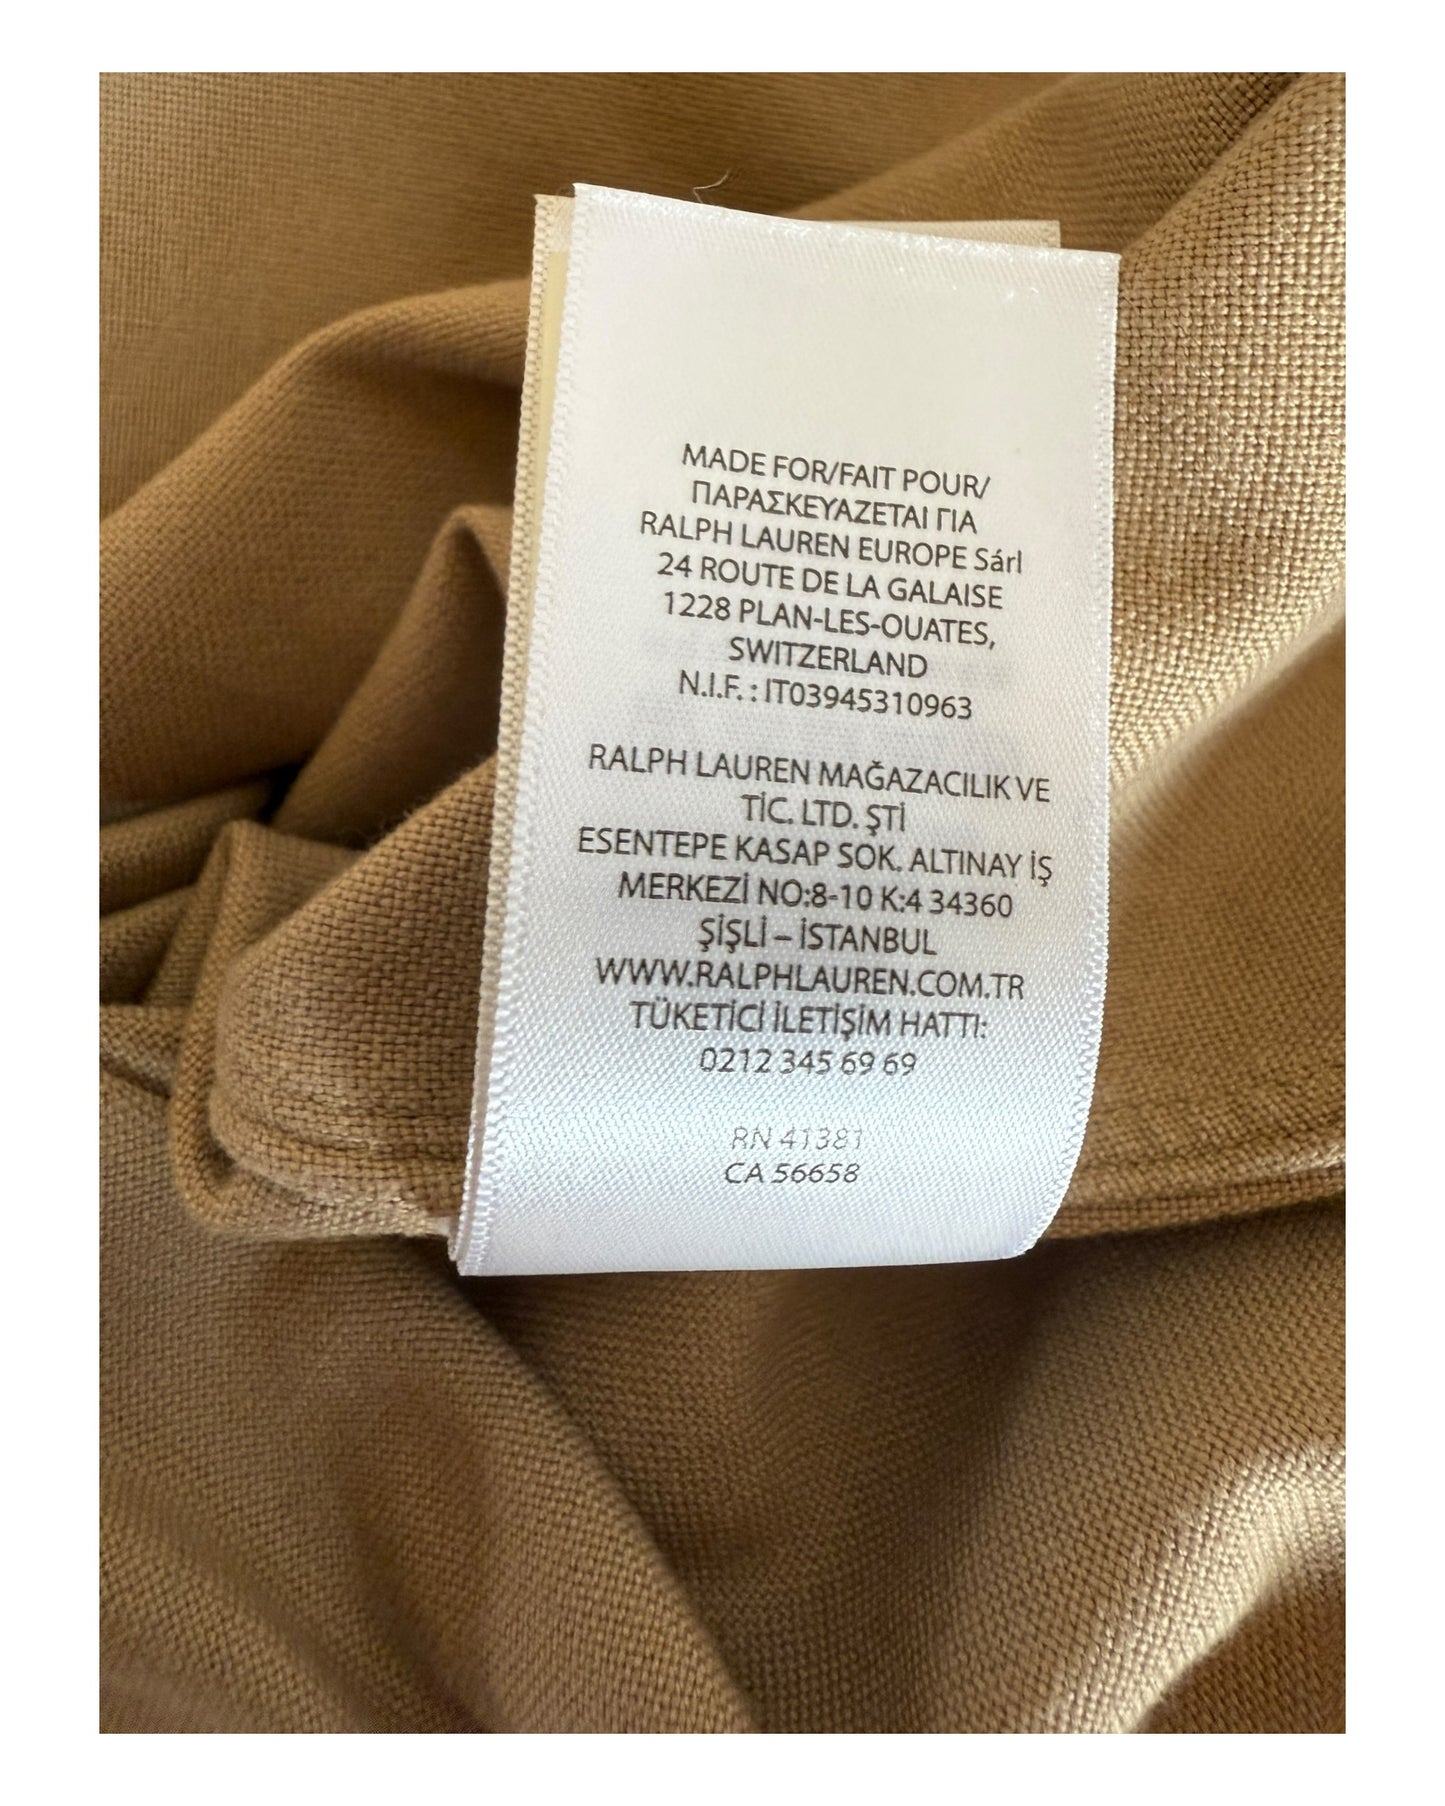 MADE FOR/FAIT POUR/
ΠΑΡΑΣΚΕΥΑΖΕΤΑΙ ΓΙΑ
RALPH LAUREN EUROPE Sárl
24 ROUTE DE LA GALAISE
1228 PLAN-LES-OUATES,
SWITZERLAND
N.I.F. : IT03945310963
RALPH LAUREN MAĞAZACILIK VE
TİC. LTD. ŞTİ
ESENTEPE KASAP SOK. ALTINAY İŞ
MERKEZİ NO:8-10 K:4 34360
ŞİŞLİ – İSTANBUL
WWW.RALPHLAUREN.COM.TR
TÜKETİCİ İLETİŞİM HATTI:
0212 345 69 69
RN 41381
CA 56658